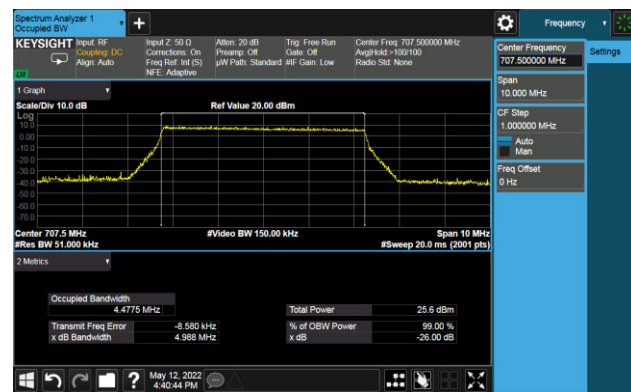 Spectrum Analyzer 1
Occupied BW
Frequency
KEYSIGHT
Input: RF
Coupling: DC
Align: Auto
Input Z: 50 Ω
Corrections: On
Freq Ref: Int (S)
NFE: Adaptive
Atten: 20 dB
Preamp: Off
µW Path: Standard
Trig: Free Run
Gate: Off
#IF Gain: Low
Center Freq: 707.500000 MHz
Avg|Hold:>100/100
Radio Std: None
LXI
Center Frequency
707.500000 MHz
Settings
Span
10.000 MHz
CF Step
1.000000 MHz
Auto
Man
Freq Offset
0 Hz
1 Graph
Scale/Div 10.0 dB
Ref Value 20.00 dBm
Log
10.0
0.00
-10.0
-20.0
-30.0
-40.0
-50.0
-60.0
-70.0
Center 707.5 MHz
#Video BW 150.00 kHz
Span 10 MHz
#Res BW 51.000 kHz
#Sweep 20.0 ms (2001 pts)
2 Metrics
Occupied Bandwidth
4.4775 MHz
Total Power
25.6 dBm
Transmit Freq Error
-8.580 kHz
% of OBW Power
99.00 %
x dB Bandwidth
4.988 MHz
x dB
-26.00 dB
?
May 12, 2022
4:40:44 PM